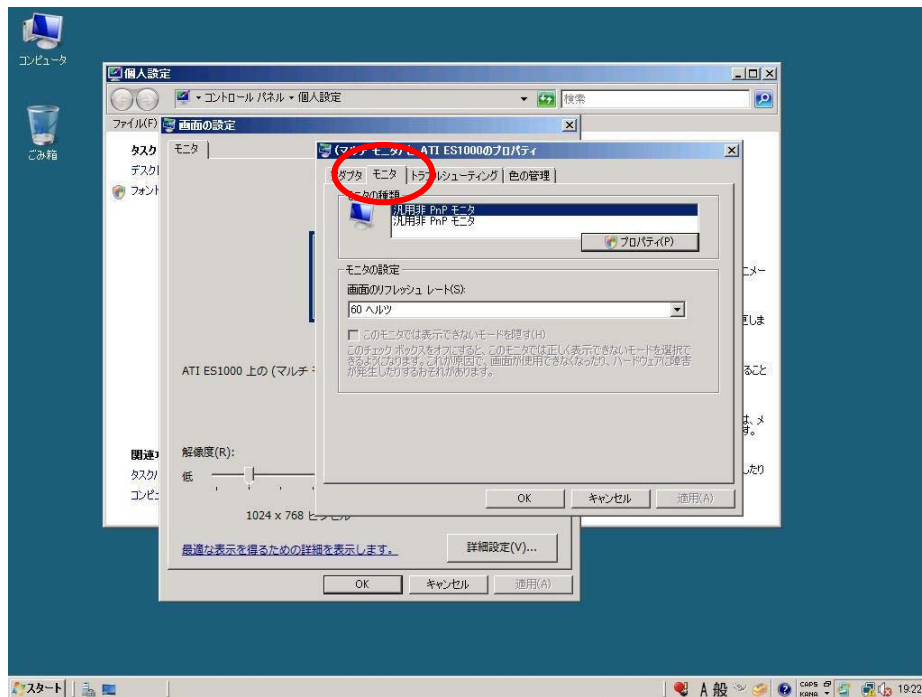 コンピュータ
ごみ箱
個人設定
コントロール パネル 個人設定
検索
ファイル(F)
画面の設定
タスク
モニタ
フォント
ATI ES1000 上の (マルチ
解像度(R):
低
1024 x 768 ピクセル
最適な表示を得るための詳細を表示します。
詳細設定(V)...
OK キャンセル 適用(A)
ATI ES1000のプロパティ
アダプタ モニタ トラブルシューティング 色の管理
モニタの種類
汎用非 PnP モニタ
汎用非 PnP モニタ
プロパティ(P)
モニタの設定
画面のリフレッシュ レート(S):
60 ヘルツ
このモニタでは表示できないモードを隠す(H)
このチェック ボックスをオフにすると、このモニタでは正しく表示できないモードを選択で
きるようになります。これが原因で、画面が使用できなくなったり、ハードウェアに障害
が発生したりするおそれがあります。
OK キャンセル 適用(A)
スタート
A 般
CAPS
KANA
19:23